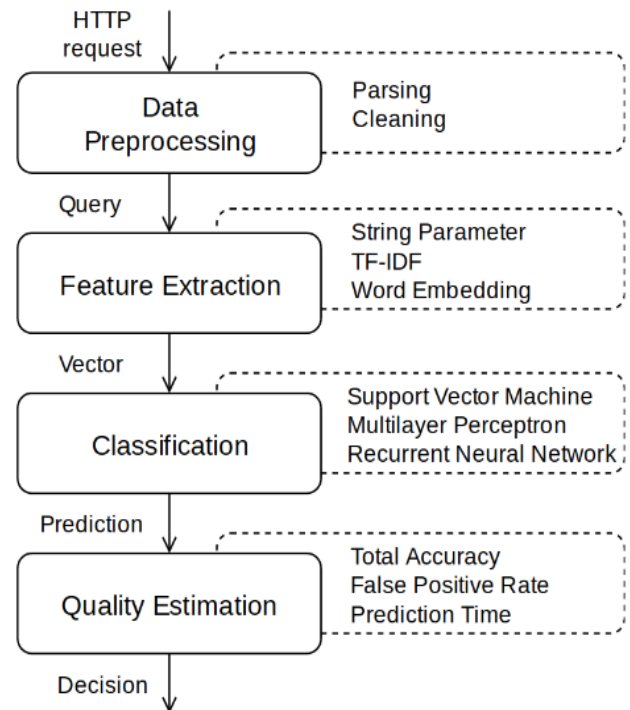 HTTP
request
Data
Preprocessing
Parsing
Cleaning
Query
Feature Extraction
String Parameter
TF-IDF
Word Embedding
Vector
Classification
Support Vector Machine
Multilayer Perceptron
Recurrent Neural Network
Prediction
Quality Estimation
Total Accuracy
False Positive Rate
Prediction Time
Decision